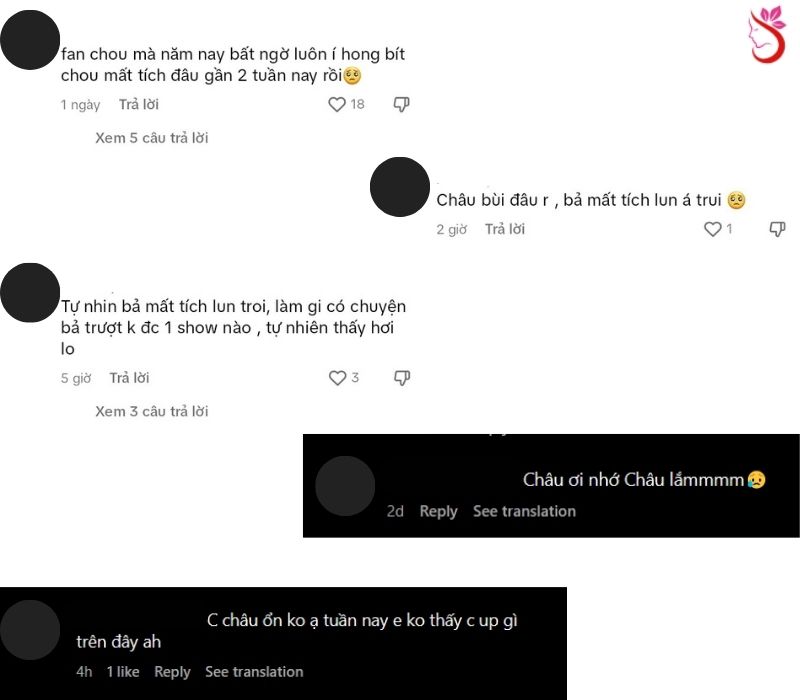 fan chou mà năm nay bất ngờ luôn í hong bít
chou mất tích đâu gần 2 tuần nay rồi🥺
1 ngày Trả lời 18
Xem 5 câu trả lời
Châu bùi đâu r , bả mất tích lun á trui 🥺
2 giờ Trả lời 1
Tự nhin bả mất tích lun troi, làm gi có chuyện
bả trượt k đc 1 show nào , tự nhiên thấy hơi
lo
5 giờ Trả lời 3
Xem 3 câu trả lời
Châu ơi nhớ Châu lắmmmm😥
2d Reply See translation
C châu ổn ko ạ tuần nay e ko thấy c up gì
trên đây ah
4h 1 like Reply See translation